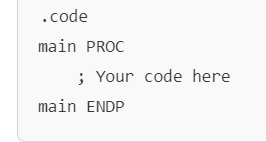 .code
main PROC
    ; Your code here
main ENDP